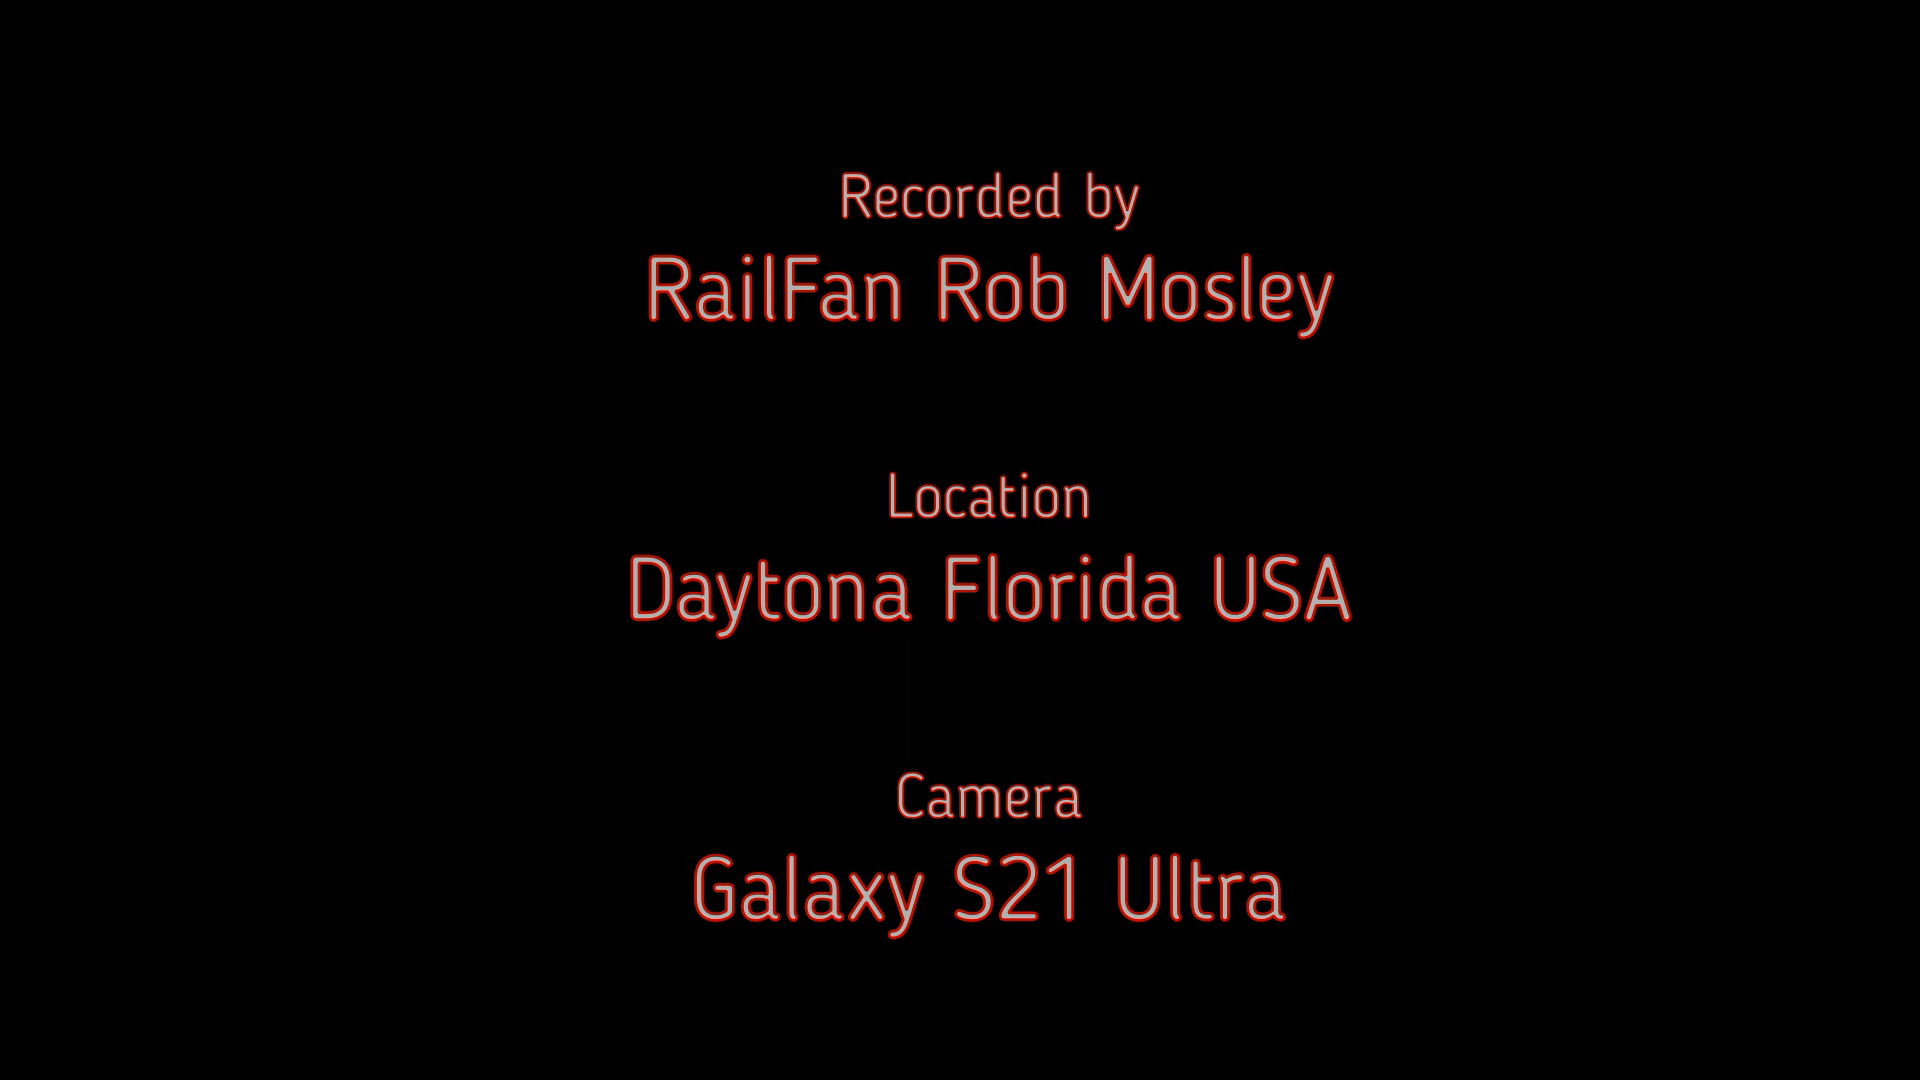 Recorded by
RailFan Rob Mosley
Location
Daytona Florida USA
Camera
Galaxy S21 Ultra